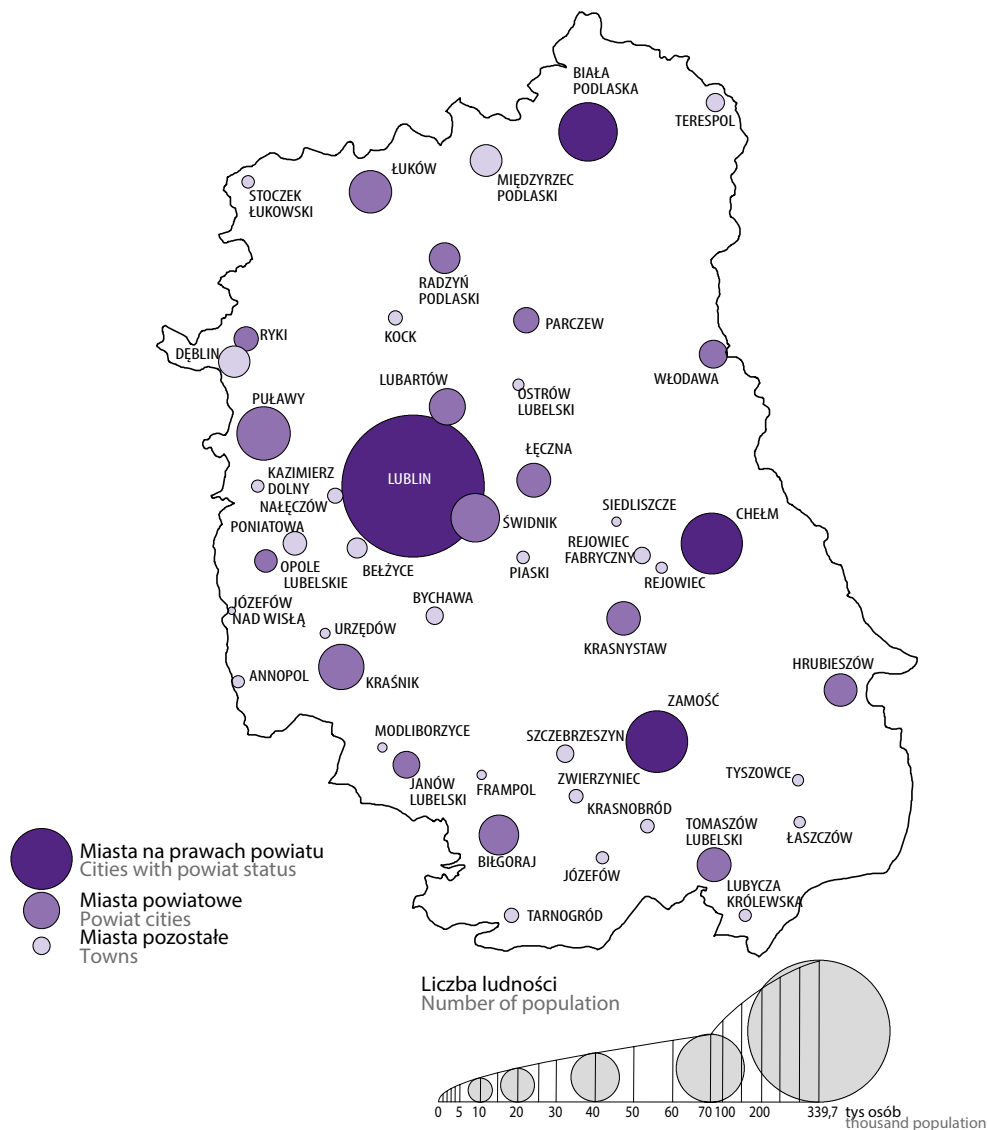 BIAŁA
PODLASKA
TERESPOL
ŁUKÓW
MIĘDZYRZEC
PODLASKI
STOCZEK
ŁUKOWSKI
RADZYŃ
PODLASKI
KOCK
PARCZEW
RYKI
DĘBLIN
WŁODAWA
LUBARTÓW
OSTRÓW
LUBELSKI
PUŁAWY
ŁĘCZNA
LUBLIN
KAZIMIERZ
DOLNY
NAŁĘCZÓW
SIEDLISZCZE
CHEŁM
ŚWIDNIK
PONIATOWA
REJOWIEC
FABRYCZNY
OPOLE
LUBELSKIE
BEŁŻYCE
PIASKI
REJOWIEC
JÓZEFÓW
NAD WISŁĄ
BYCHAWA
URZĘDÓW
KRASNYSTAW
HRUBIESZÓW
ANNOPOL
KRAŚNIK
ZAMOŚĆ
MODLIBORZYCE
SZCZEBRZESZYN
TYSZOWCE
JANÓW
LUBELSKI
FRAMPOL
ZWIERZYNIEC
KRASNOBRÓD
TOMASZÓW
LUBELSKI
ŁASZCZÓW
BIŁGORAJ
JÓZEFÓW
LUBYCZA
KRÓLEWSKA
TARNOGRÓD
Miasta na prawach powiatu
Cities with powiat status
Miasta powiatowe
Powiat cities
Miasta pozostałe
Towns
Liczba ludności
Number of population
0 5 10 20 30 40 50 60 70 100 200 339,7 tys osób
thousand population